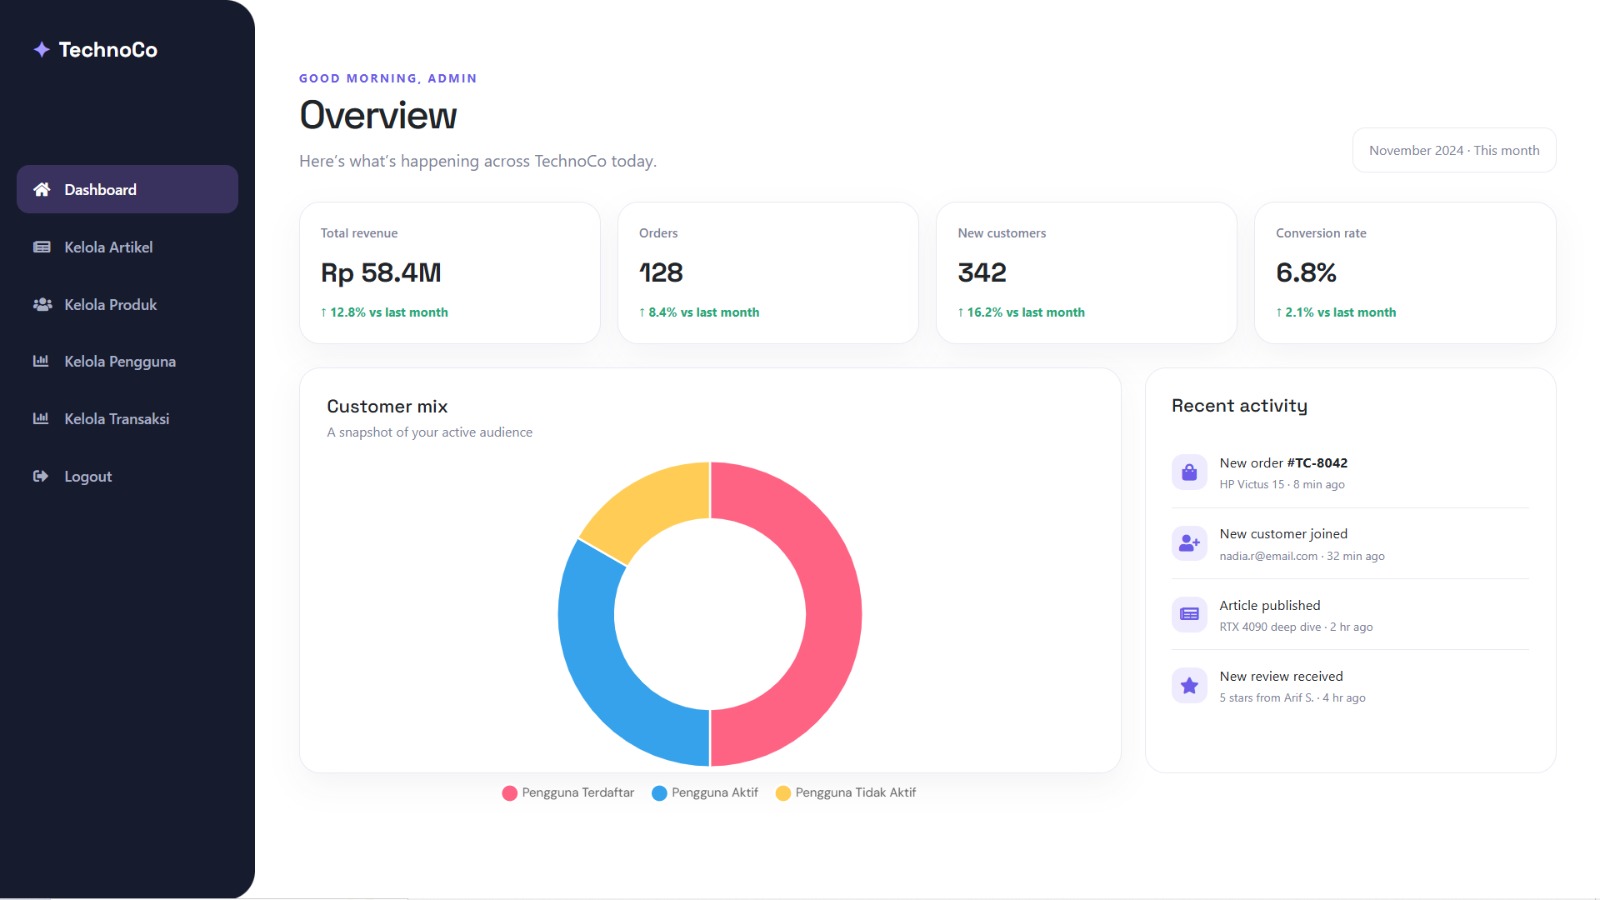 TechnoCo
Dashboard
Kelola Artikel
Kelola Produk
Kelola Pengguna
Kelola Transaksi
Logout
GOOD MORNING, ADMIN
Overview
Here's what's happening across TechnoCo today.
November 2024 · This month
Total revenue
Rp 58.4M
↑ 12.8% vs last month
Orders
128
↑ 8.4% vs last month
New customers
342
↑ 16.2% vs last month
Conversion rate
6.8%
↑ 2.1% vs last month
Customer mix
A snapshot of your active audience
Pengguna Terdaftar
Pengguna Aktif
Pengguna Tidak Aktif
Recent activity
New order #TC-8042
HP Victus 15 · 8 min ago
New customer joined
nadia.r@email.com · 32 min ago
Article published
RTX 4090 deep dive · 2 hr ago
New review received
5 stars from Arif S. · 4 hr ago